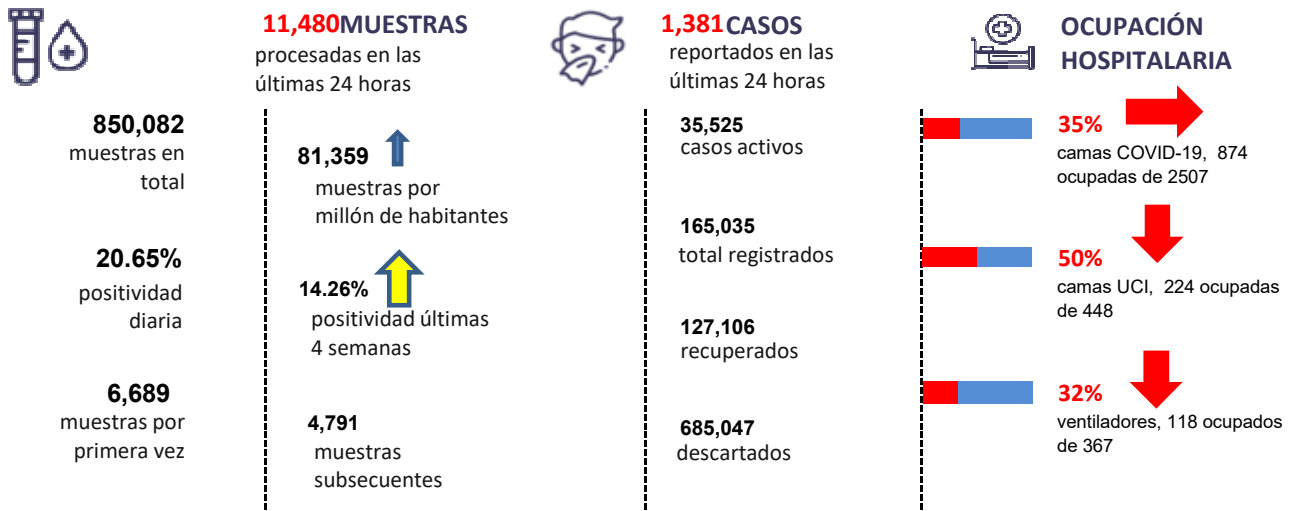 11,480MUESTRAS
procesadas en las
últimas 24 horas
850,082
muestras en
total
20.65%
positividad
diaria
6,689
muestras por
primera vez
81,359
muestras por
millón de habitantes
14.26%
positividad últimas
4 semanas
4,791
muestras
subsecuentes
1,381 CASOS
reportados en las
últimas 24 horas
35,525
casos activos
165,035
total registrados
127,106
recuperados
685,047
descartados
OCUPACIÓN
HOSPITALARIA
35%
camas COVID-19, 874
ocupadas de 2507
50%
camas UCI, 224 ocupadas
de 448
32%
ventiladores, 118 ocupados
de 367